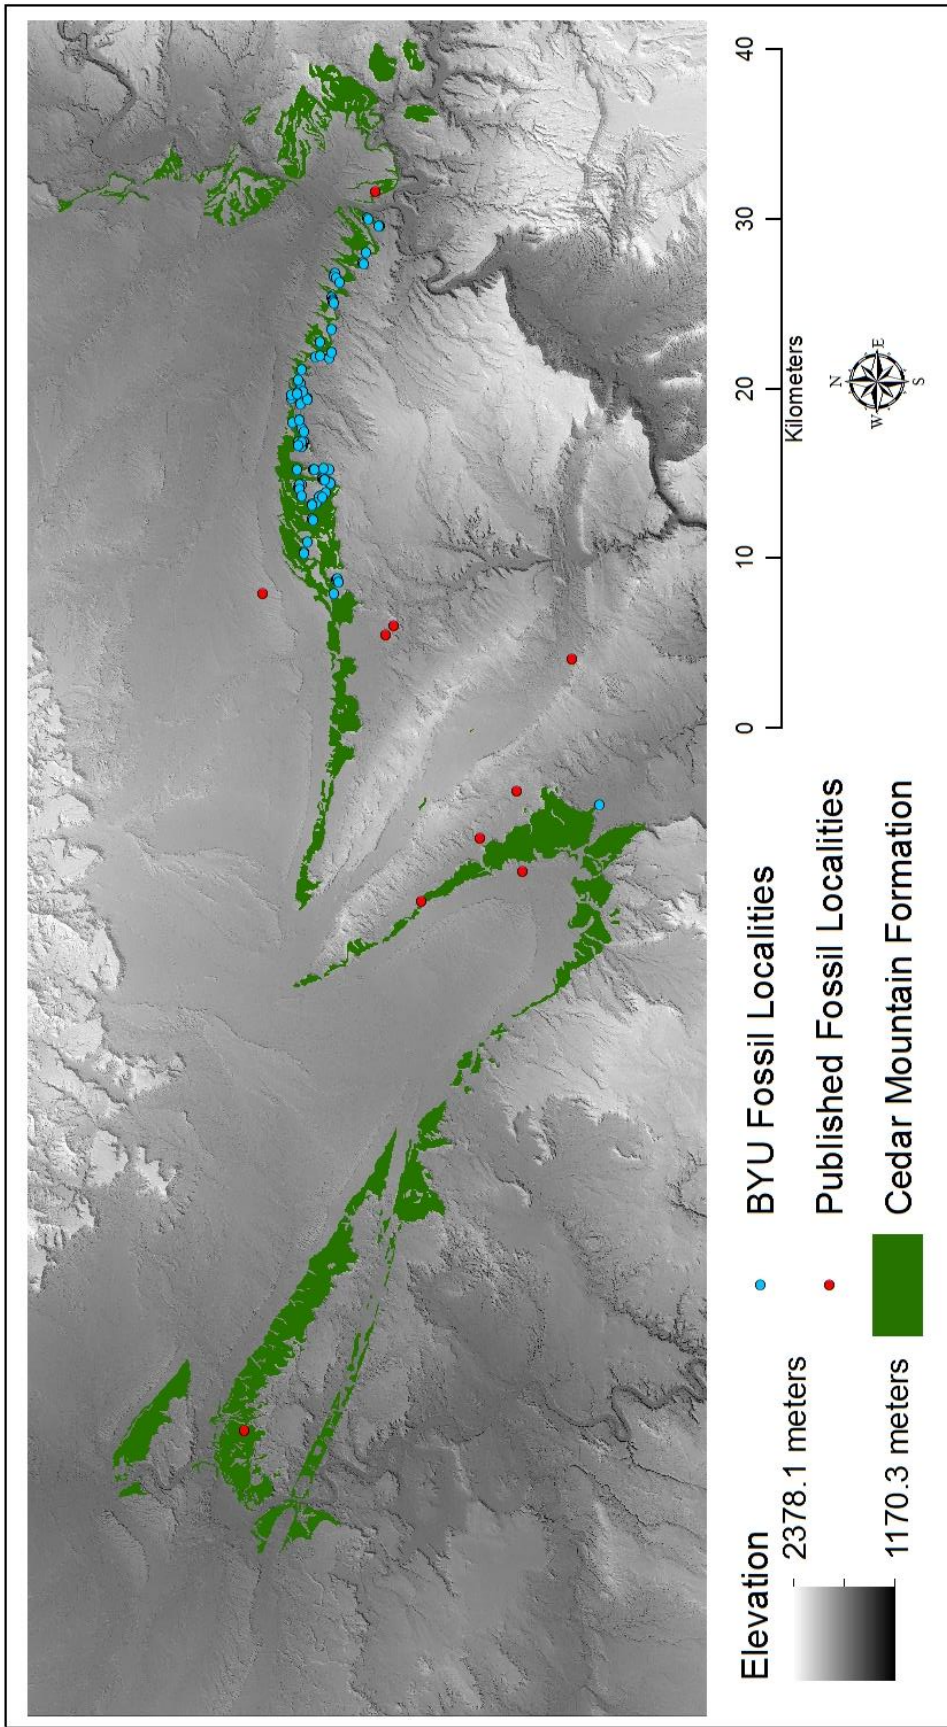 Elevation
2378.1 meters
1170.3 meters
BYU Fossil Localities
Published Fossil Localities
Cedar Mountain Formation
0 10 20 30 40
Kilometers
N
W E
S